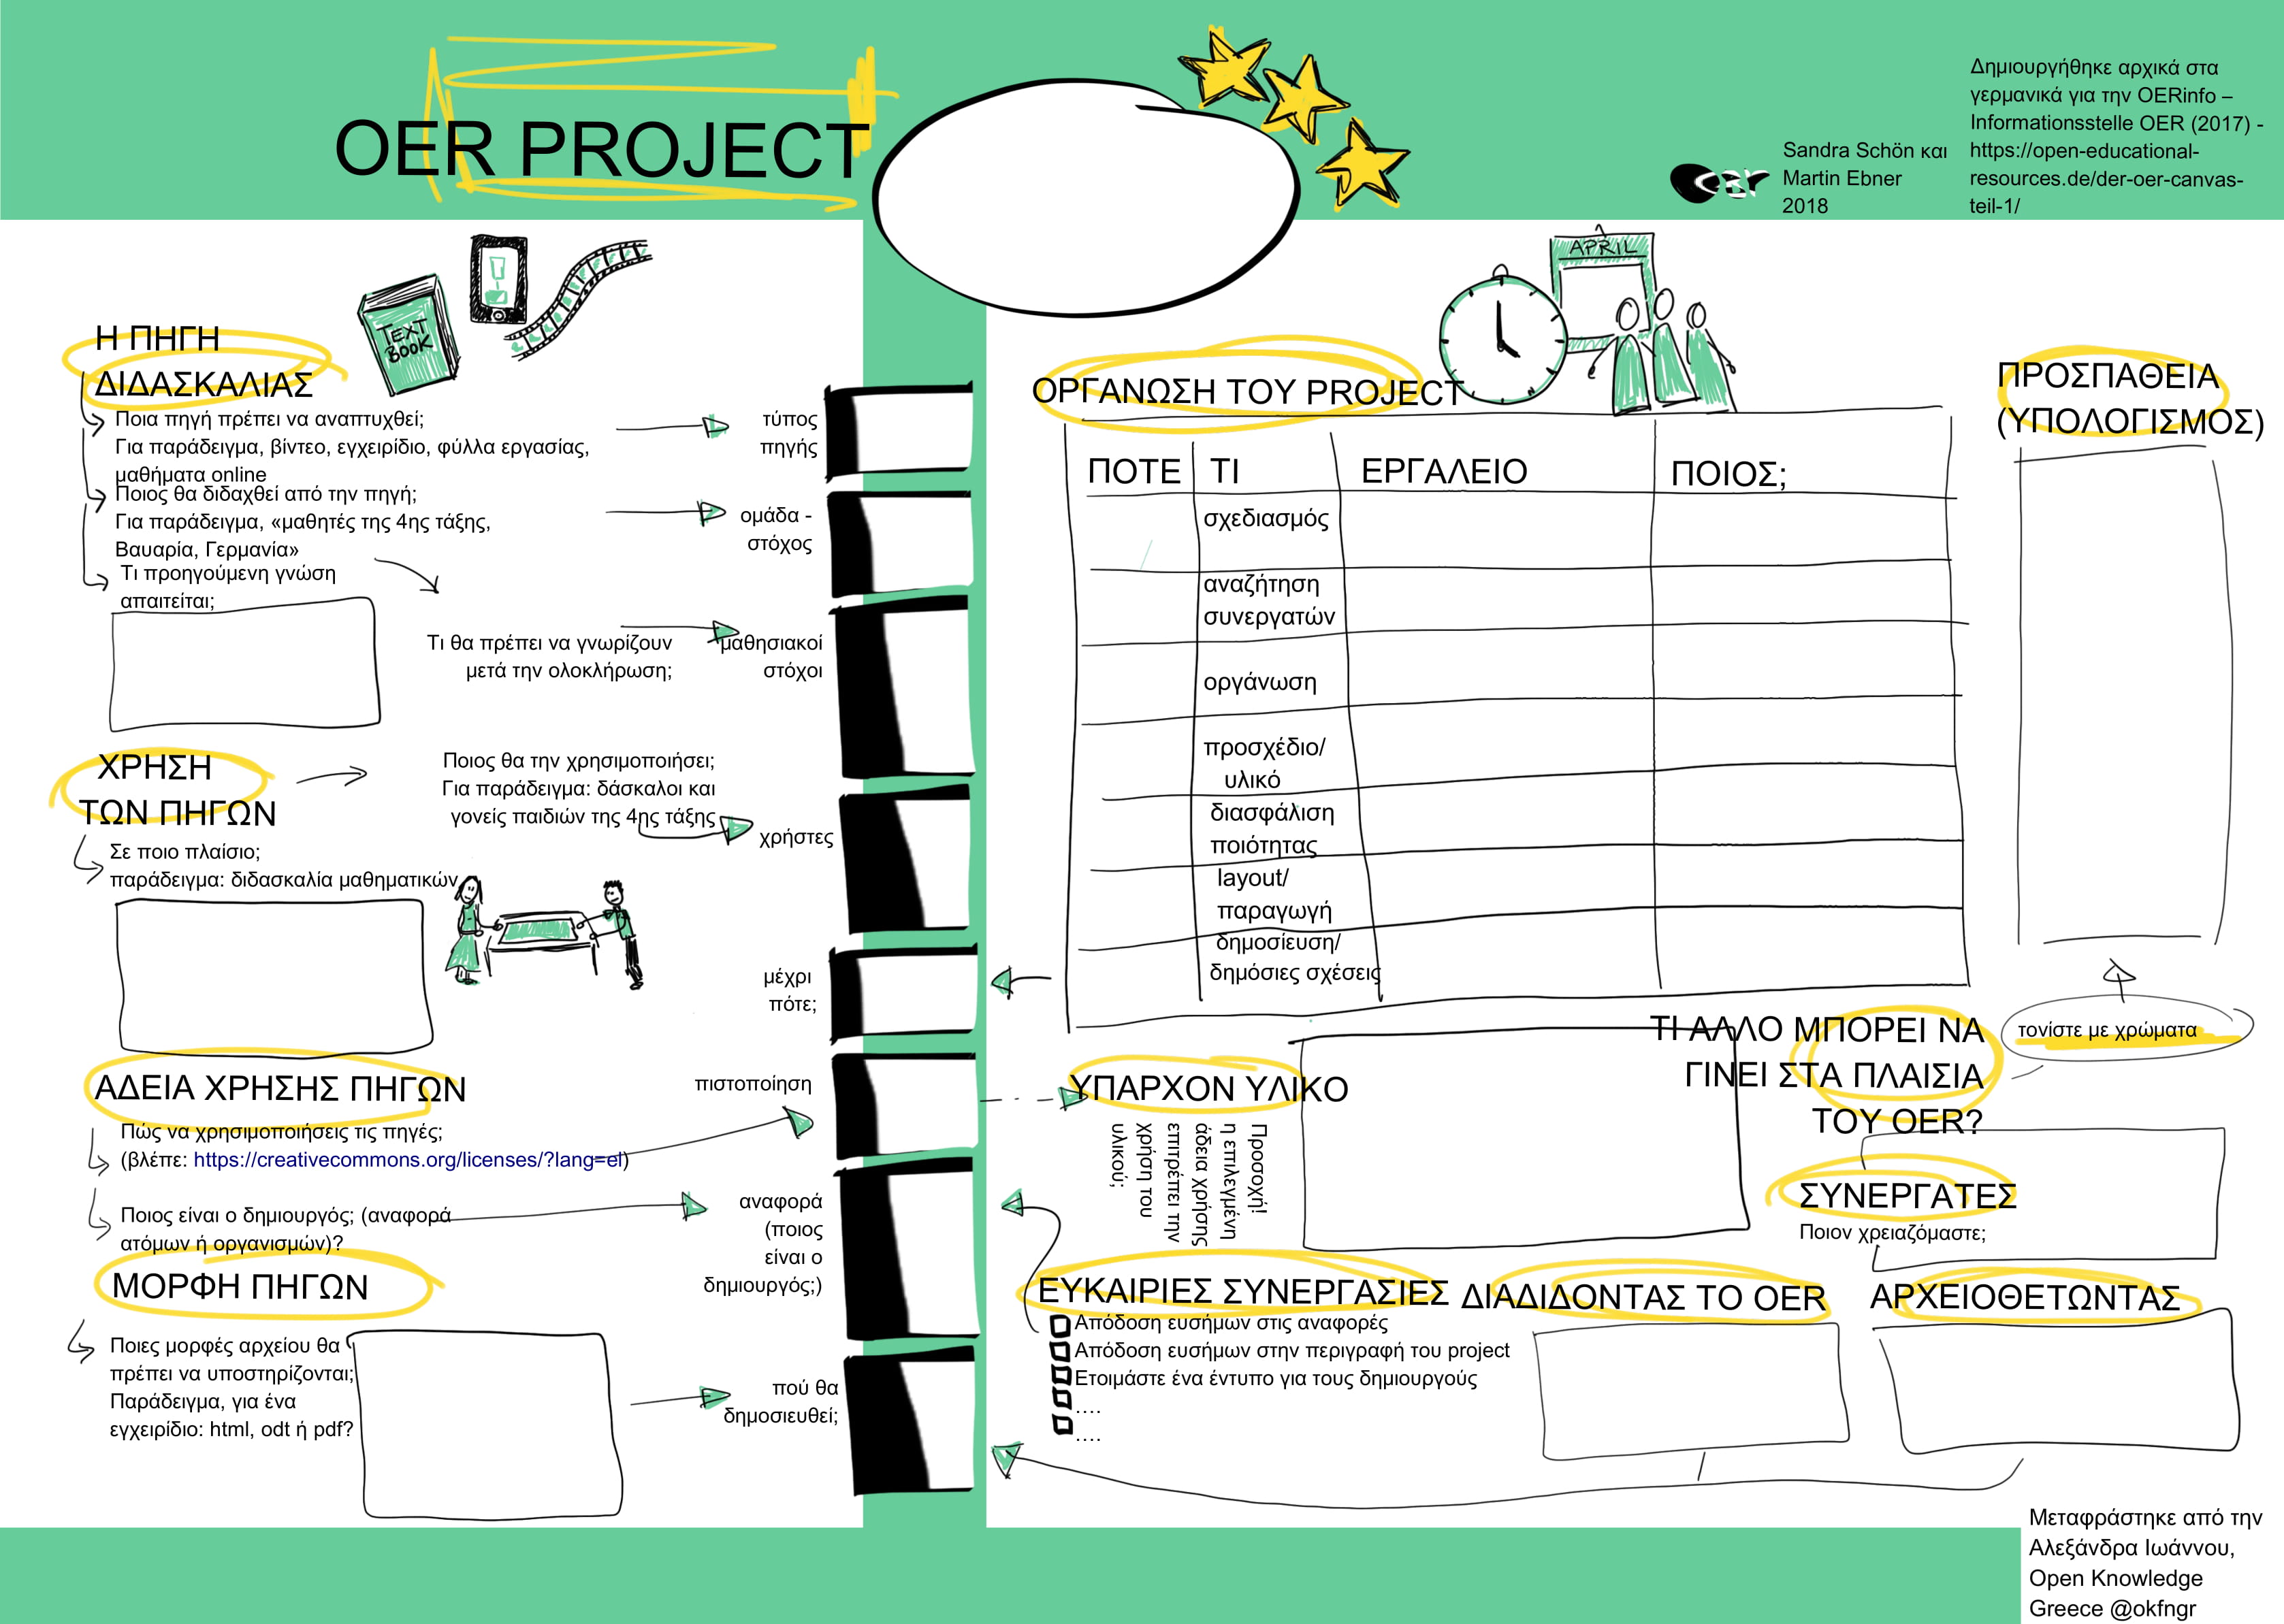 OER PROJECT
oer
Sandra Schön και
Martin Ebner
2018
Δημιουργήθηκε αρχικά στα
γερμανικά για την OERinfo –
Informationsstelle OER (2017) -
https://open-educational-
resources.de/der-oer-canvas-
teil-1/
TEXT
BOOK
APRIL
Η ΠΗΓΗ
ΔΙΔΑΣΚΑΛΙΑΣ
Ποια πηγή πρέπει να αναπτυχθεί;
Για παράδειγμα, βίντεο, εγχειρίδιο, φύλλα εργασίας,
μαθήματα online
Ποιος θα διδαχθεί από την πηγή;
Για παράδειγμα, «μαθητές της 4ης τάξης,
Βαυαρία, Γερμανία»
Τι προηγούμενη γνώση
απαιτείται;
Τι θα πρέπει να γνωρίζουν
μετά την ολοκλήρωση;
τύπος
πηγής
ομάδα -
στόχος
μαθησιακοί
στόχοι
ΧΡΗΣΗ
ΤΩΝ ΠΗΓΩΝ
Ποιος θα την χρησιμοποιήσει;
Για παράδειγμα: δάσκαλοι και
γονείς παιδιών της 4ης τάξης
χρήστες
Σε ποιο πλαίσιο;
παράδειγμα: διδασκαλία μαθηματικών
μέχρι
πότε;
ΑΔΕΙΑ ΧΡΗΣΗΣ ΠΗΓΩΝ
Πώς να χρησιμοποιήσεις τις πηγές;
(βλέπε: https://creativecommons.org/licenses/?lang=el)
πιστοποίηση
Ποιος είναι ο δημιουργός; (αναφορά
ατόμων ή οργανισμών)?
αναφορά
(ποιος
είναι ο
δημιουργός;)
ΜΟΡΦΗ ΠΗΓΩΝ
Ποιες μορφές αρχείου θα
πρέπει να υποστηρίζονται;
Παράδειγμα, για ένα
εγχειρίδιο: html, odt ή pdf?
πού θα
δημοσιευθεί;
ΟΡΓΑΝΩΣΗ ΤΟΥ PROJECT
ΠΟΤΕ ΤΙ ΕΡΓΑΛΕΙΟ ΠΟΙΟΣ;
σχεδιασμός
αναζήτηση
συνεργατών
οργάνωση
προσχέδιο/
υλικό
διασφάλιση
ποιότητας
layout/
παραγωγή
δημοσίευση/
δημόσιες σχέσεις
ΠΡΟΣΠΑΘΕΙΑ
(ΥΠΟΛΟΓΙΣΜΟΣ)
τονίστε με χρώματα
ΥΠΑΡΧΟΝ ΥΛΙΚΟ
Προσοχή!
η επιλεγμένη
άδεια χρήσης
επιτρέπει την
χρήση του
υλικού;
ΤΙ ΑΛΛΟ ΜΠΟΡΕΙ ΝΑ
ΓΙΝΕΙ ΣΤΑ ΠΛΑΙΣΙΑ
ΤΟΥ OER?
ΣΥΝΕΡΓΑΤΕΣ
Ποιον χρειαζόμαστε;
ΕΥΚΑΙΡΙΕΣ ΣΥΝΕΡΓΑΣΙΕΣ
Απόδοση ευσήμων στις αναφορές
Απόδοση ευσήμων στην περιγραφή του project
Ετοιμάστε ένα έντυπο για τους δημιουργούς
....
....
ΔΙΑΔΙΔΟΝΤΑΣ ΤΟ OER
ΑΡΧΕΙΟΘΕΤΩΝΤΑΣ
Μεταφράστηκε από την
Αλεξάνδρα Ιωάννου,
Open Knowledge
Greece @okfngr